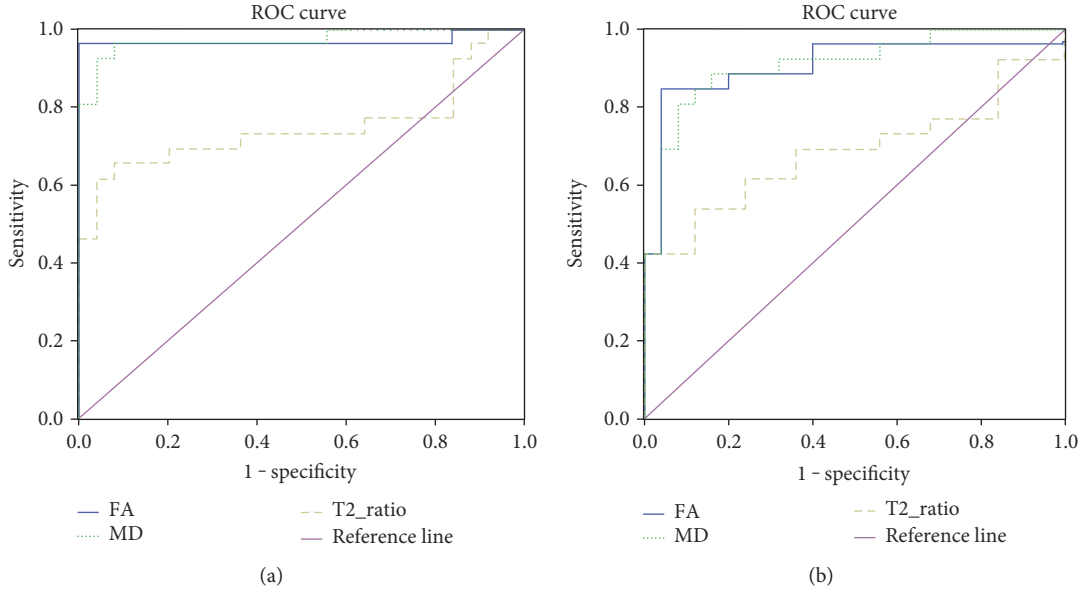 ROC curve
1.0
0.8
0.6
0.4
0.2
0.0
Sensitivity
0.0 0.2 0.4 0.6 0.8 1.0
1 – specificity
FA
MD
T2_ratio
Reference line
(a)
ROC curve
1.0
0.8
0.6
0.4
0.2
0.0
Sensitivity
0.0 0.2 0.4 0.6 0.8 1.0
1 – specificity
FA
MD
T2_ratio
Reference line
(b)